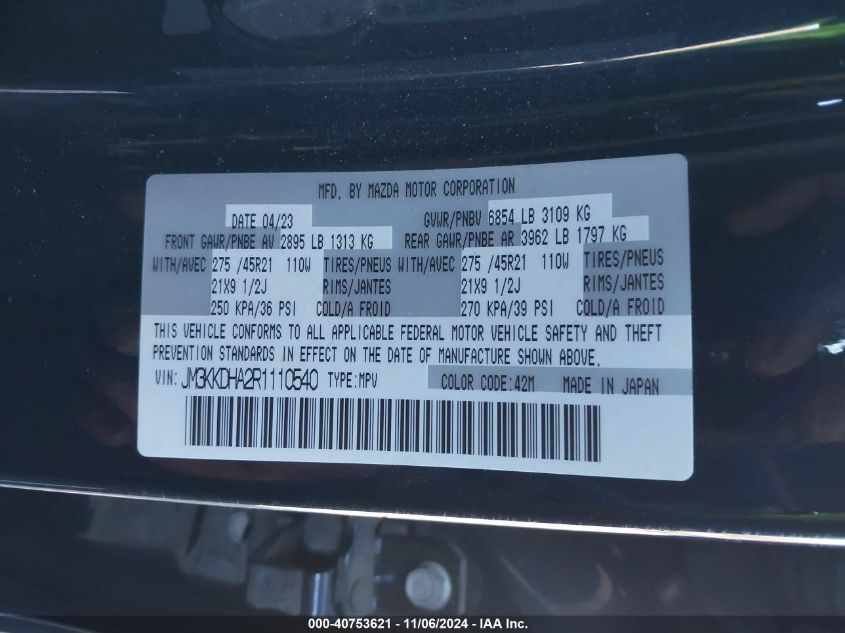 MFD. BY MAZDA MOTOR CORPORATION
DATE 04/23 GVWR/PNBV 6854 LB 3109 KG
FRONT GAWR/PNBE AV 2895 LB 1313 KG REAR GAWR/PNBE AR 3962 LB 1797 KG
WITH/AVEC 275 /45R21 110W TIRES/PNEUS WITH/AVEC 275 /45R21 110W TIRES/PNEUS
21X9 1/2J RIMS/JANTES 21X9 1/2J RIMS/JANTES
250 KPA/36 PSI COLD/A FROID 270 KPA/39 PSI COLD/A FROID
THIS VEHICLE CONFORMS TO ALL APPLICABLE FEDERAL MOTOR VEHICLE SAFETY AND THEFT
PREVENTION STANDARDS IN EFFECT ON THE DATE OF MANUFACTURE SHOWN ABOVE.
VIN: JM3KKDHA2R1110540 TYPE:MPV COLOR CODE:42M MADE IN JAPAN
000-40753621 - 11/06/2024 - IAA Inc.